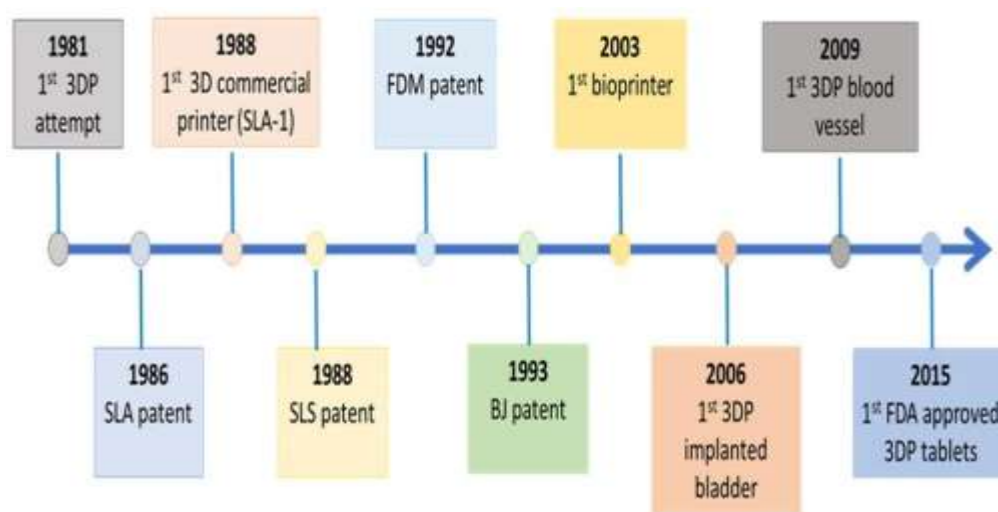 1981
1st 3DP
attempt
1988
1st 3D commercial
printer (SLA-1)
1992
FDM patent
2003
1st bioprinter
2009
1st 3DP blood
vessel
1986
SLA patent
1988
SLS patent
1993
BJ patent
2006
1st 3DP
implanted
bladder
2015
1st FDA approved
3DP tablets